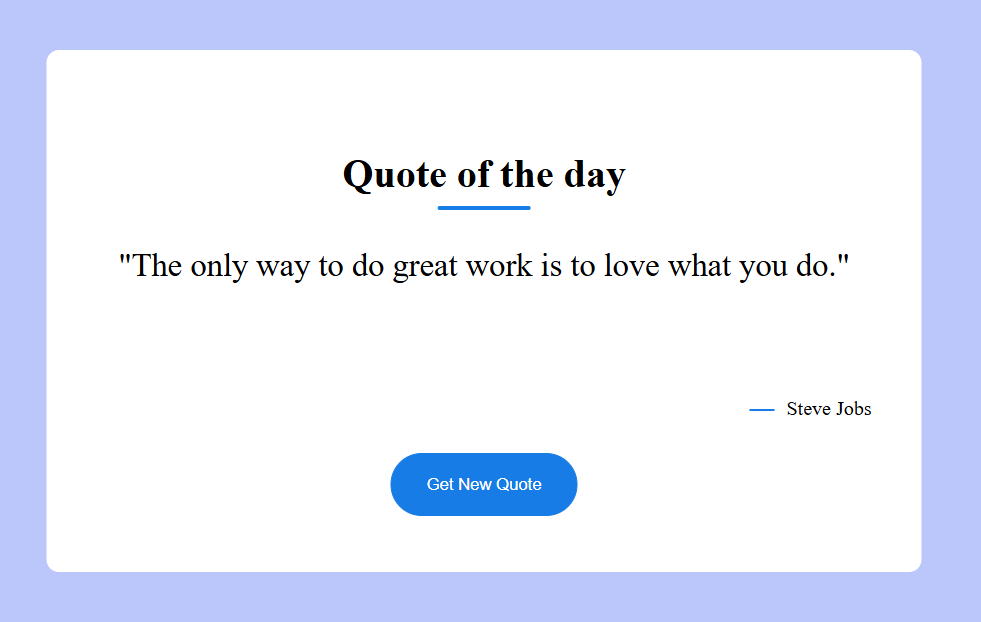 Quote of the day
"The only way to do great work is to love what you do."
— Steve Jobs
Get New Quote